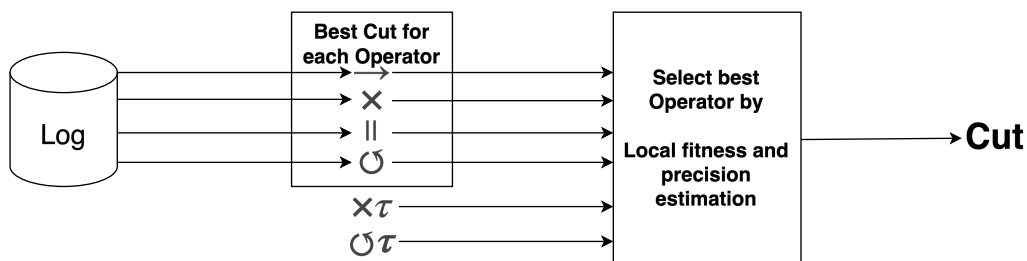 Best Cut for
each Operator
→
Log
×
||
↺
×τ
↺τ
Select best
Operator by
Local fitness and
precision
estimation
Cut